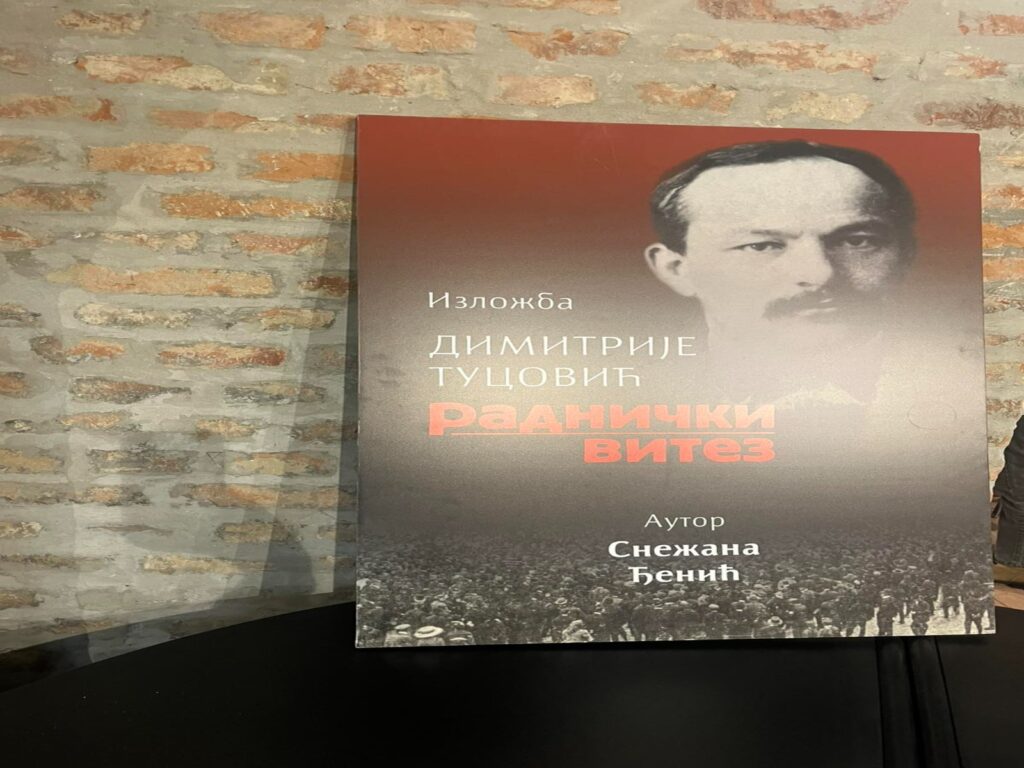 Изложба
ДИМИТРИЈЕ
ТУЦОВИЋ
Раднички
витез
Аутор
Снежана
Ђенић